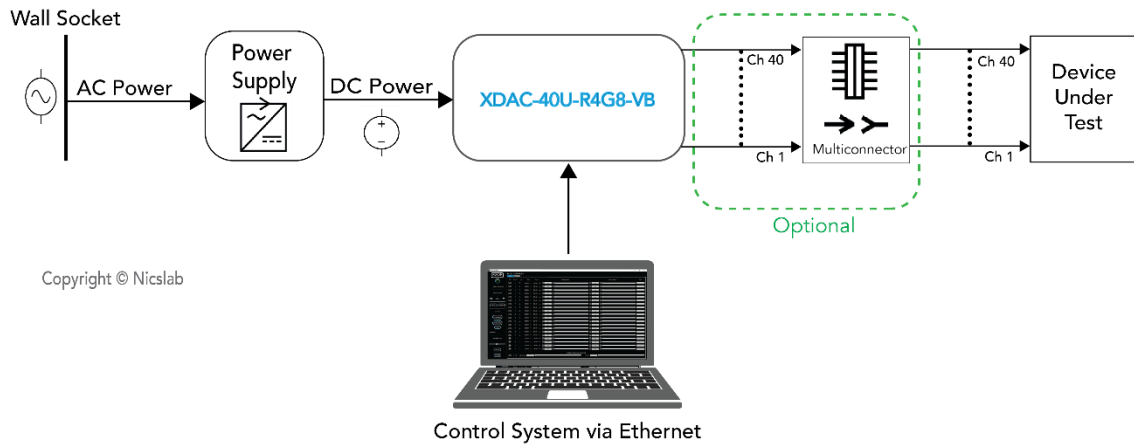 Wall Socket
AC Power
Power
Supply
DC Power
XDAC-40U-R4G8-VB
Ch 40
Ch 1
Multiconnector
Optional
Ch 40
Ch 1
Device
Under
Test
Copyright © Nicslab
Control System via Ethernet